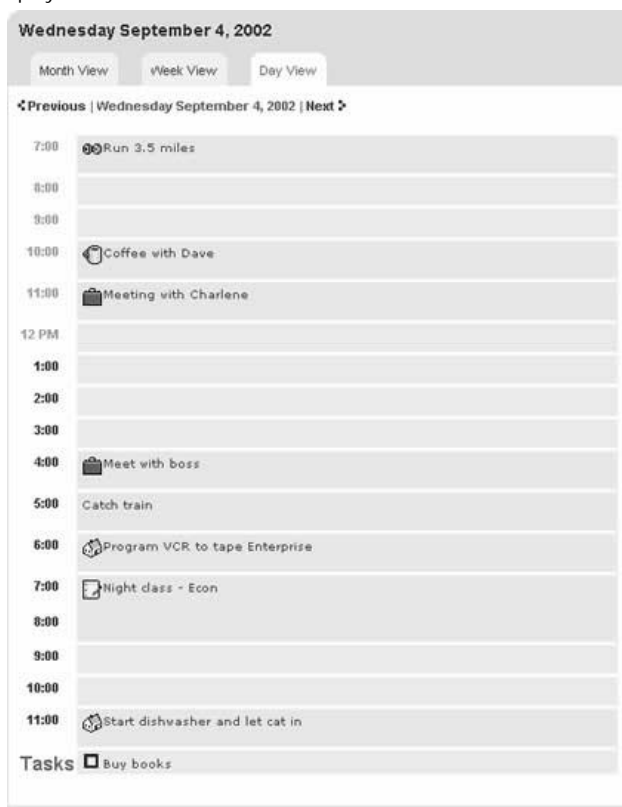 Wednesday September 4, 2002
Month View Week View Day View
Previous | Wednesday September 4, 2002 | Next
7:00 Run 3.5 miles
8:00
9:00
10:00 Coffee with Dave
11:00 Meeting with Charlene
12 PM
1:00
2:00
3:00
4:00 Meet with boss
5:00 Catch train
6:00 Program VCR to tape Enterprise
7:00 Night class - Econ
8:00
9:00
10:00
11:00 Start dishwasher and let cat in
Tasks Buy books